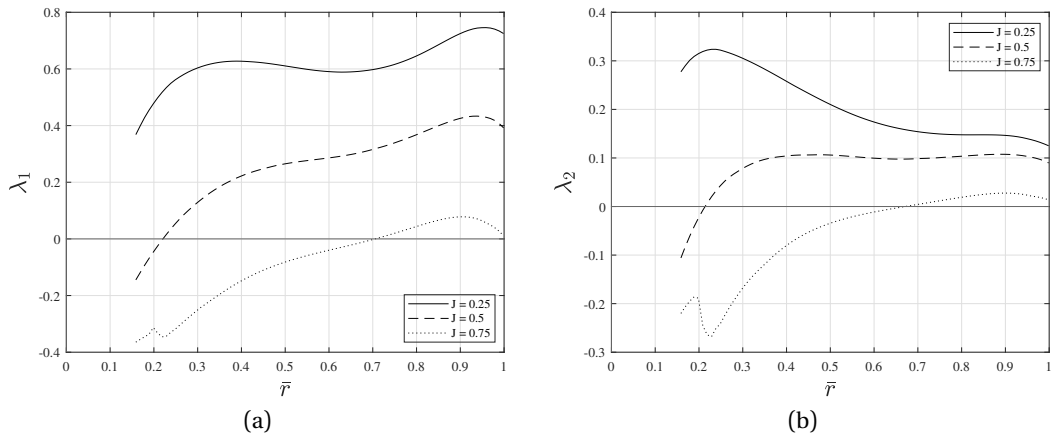 0.8
0.6
0.4
0.2
0
-0.2
-0.4
λ₁
0 0.1 0.2 0.3 0.4 0.5 0.6 0.7 0.8 0.9 1
r̄
J = 0.25
J = 0.5
J = 0.75
(a)
0.4
0.3
0.2
0.1
0
-0.1
-0.2
-0.3
λ₂
0 0.1 0.2 0.3 0.4 0.5 0.6 0.7 0.8 0.9 1
r̄
J = 0.25
J = 0.5
J = 0.75
(b)